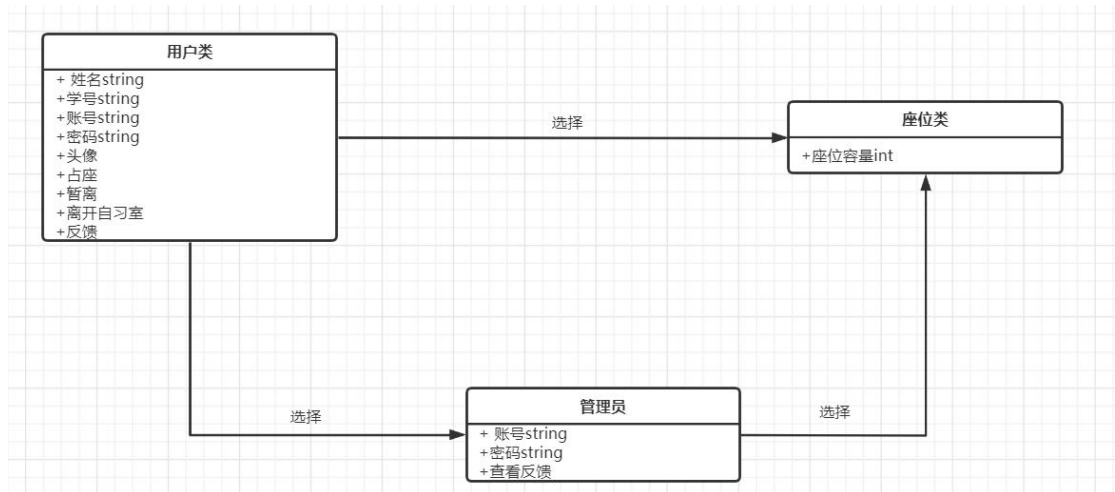 用户类
+ 姓名string
+学号string
+账号string
+密码string
+头像
+占座
+暂离
+离开自习室
+反馈
选择
座位类
+座位容量int
选择
管理员
+ 账号string
+密码string
+查看反馈
选择